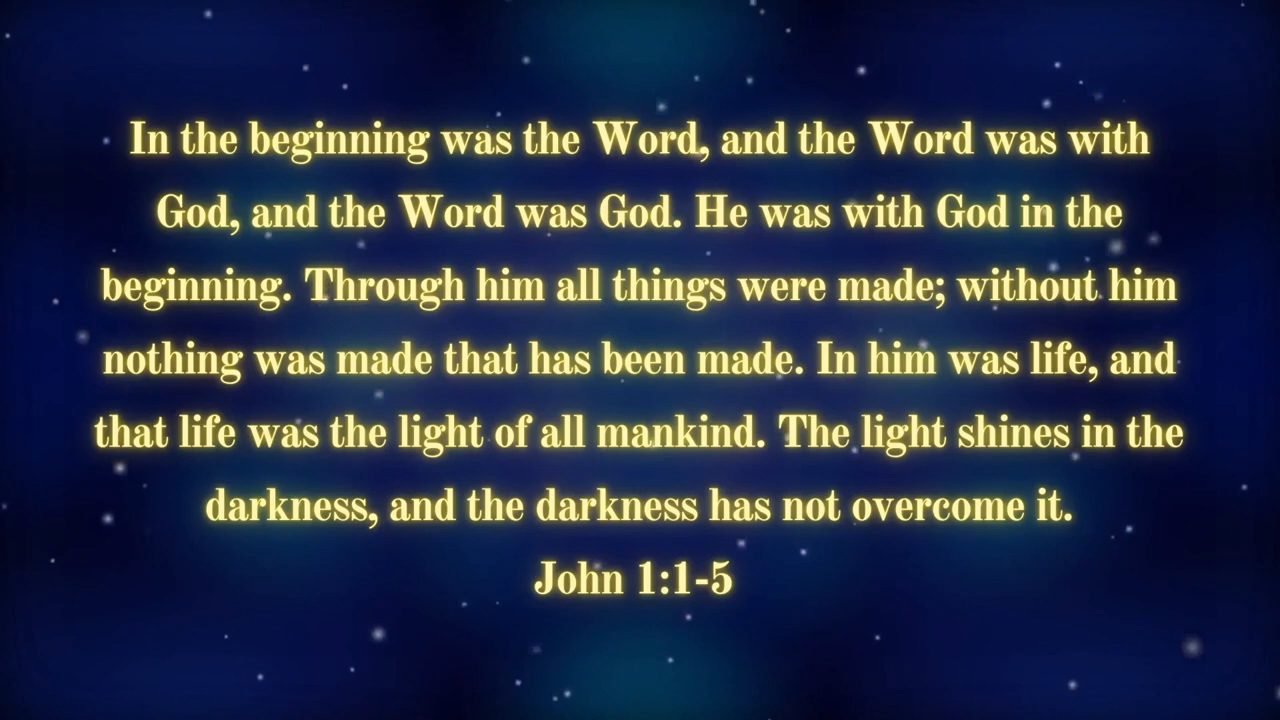 In the beginning was the Word, and the Word was with
God, and the Word was God. He was with God in the
beginning. Through him all things were made; without him
nothing was made that has been made. In him was life, and
that life was the light of all mankind. The light shines in the
darkness, and the darkness has not overcome it.
John 1:1-5